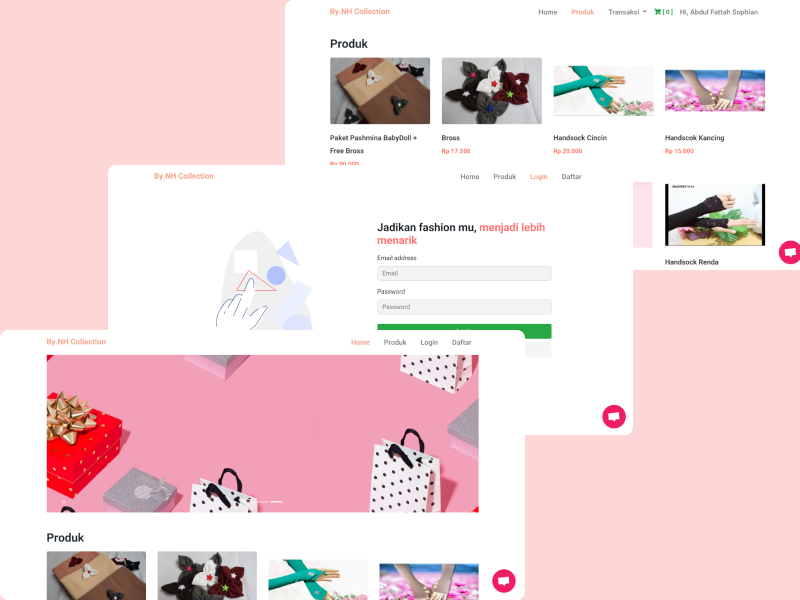 By.NH Collection
Home Produk Transaksi [ 0 ] Hi, Abdul Fattah Sophian
Produk
Paket Pashmina BabyDoll +
Free Bross
Rp 90.000
Bross
Rp 17.500
Handsock Cincin
Rp 20.000
Handscok Kancing
Rp 15.000
Handsock Renda
By.NH Collection
Home Produk Login Daftar
Jadikan fashion mu, menjadi lebih
menarik
Email address
Email
Password
Password
By.NH Collection
Home Produk Login Daftar
Produk